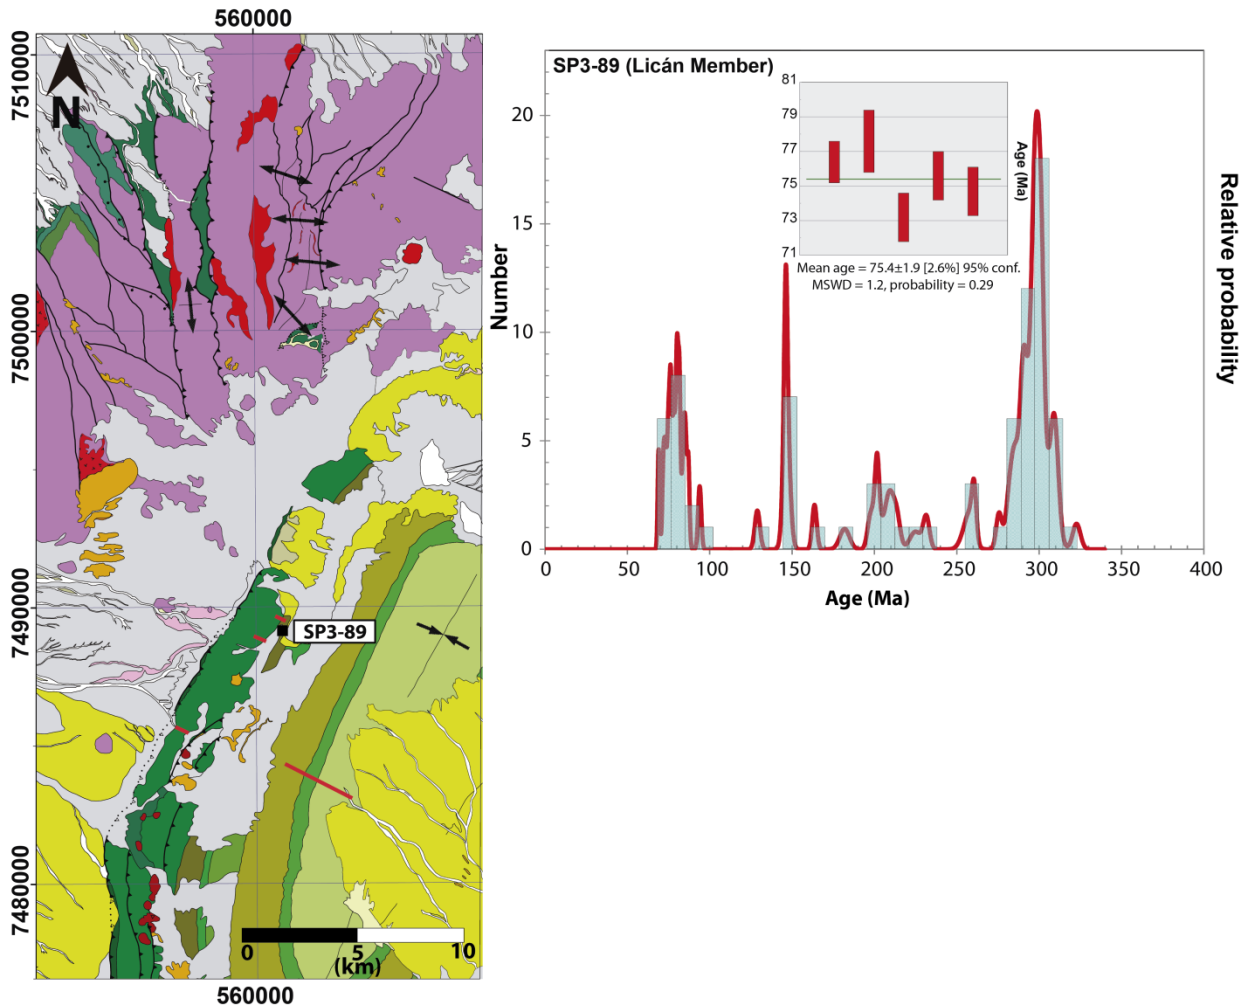 560000
7510000
N
7500000
7490000
SP3-89
7480000
0
5
10
(km)
560000
SP3-89 (Licán Member)
Number
20
15
10
5
0
0
50
100
150
200
250
300
350
400
Age (Ma)
Relative probability
81
79
77
75
73
71
Age (Ma)
Mean age = 75.4±1.9 [2.6%] 95% conf.
MSWD = 1.2, probability = 0.29